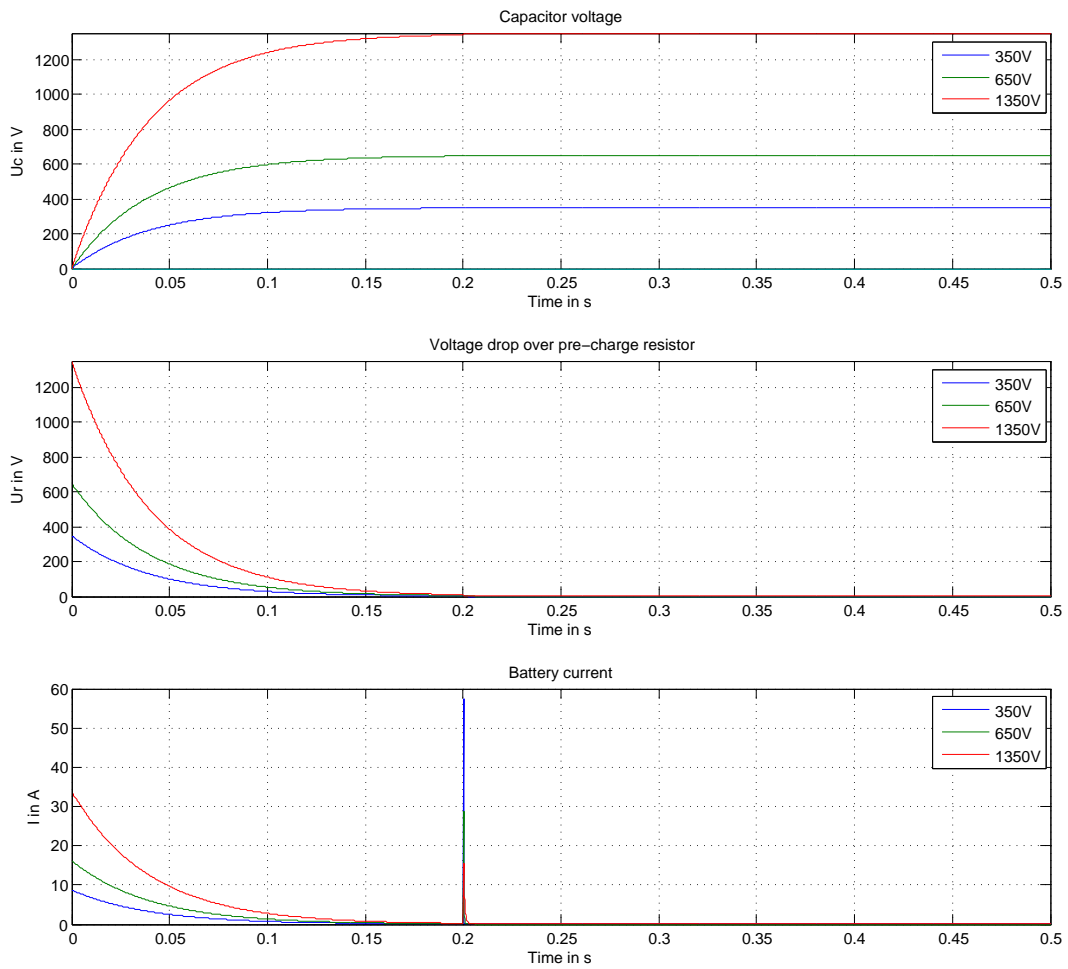 Capacitor voltage
1200
1000
800
600
400
200
0
Uc in V
350V
650V
1350V
0 0.05 0.1 0.15 0.2 0.25 0.3 0.35 0.4 0.45 0.5
Time in s
Voltage drop over pre−charge resistor
1200
1000
800
600
400
200
0
Ur in V
350V
650V
1350V
0 0.05 0.1 0.15 0.2 0.25 0.3 0.35 0.4 0.45 0.5
Time in s
Battery current
60
50
40
30
20
10
0
I in A
350V
650V
1350V
0 0.05 0.1 0.15 0.2 0.25 0.3 0.35 0.4 0.45 0.5
Time in s